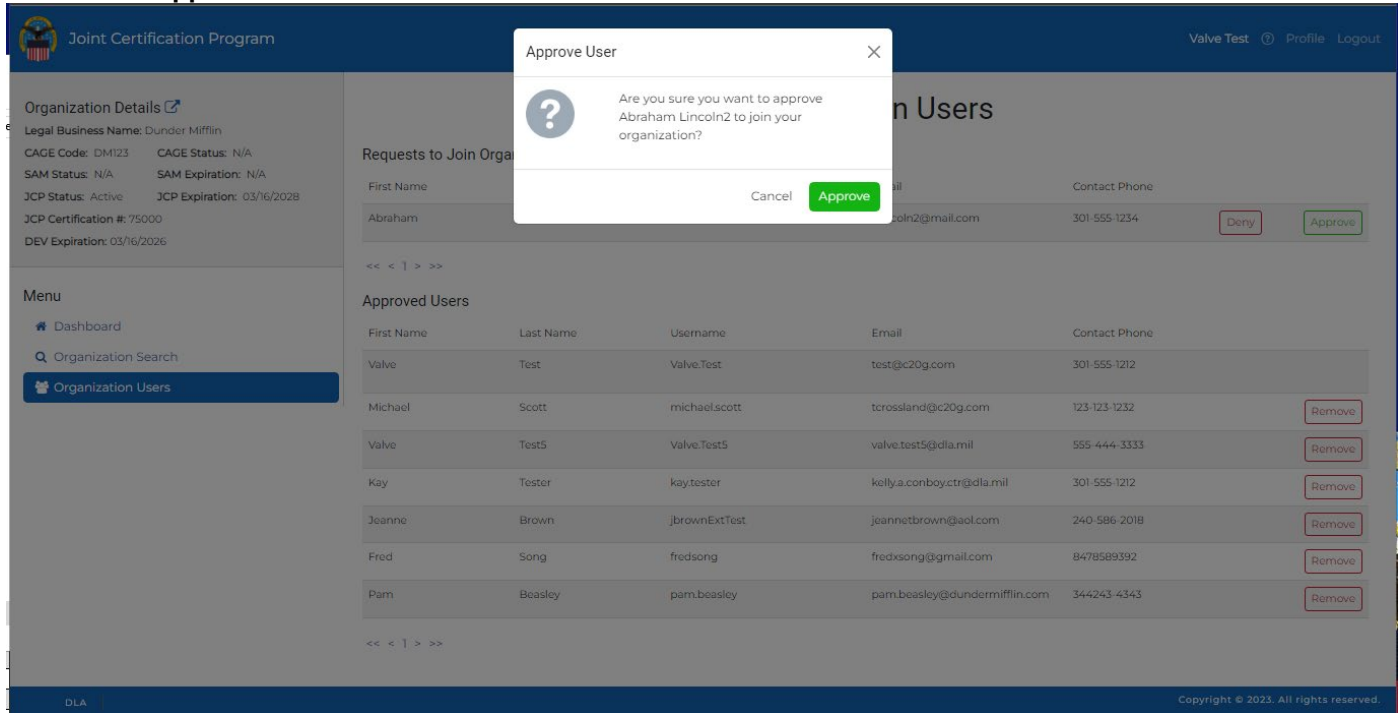 Joint Certification Program
Valve Test Profile Logout
Approve User
Are you sure you want to approve
Abraham Lincoln2 to join your
organization?
Cancel Approve
Organization Details
Legal Business Name: Dunder Mifflin
CAGE Code: DM123 CAGE Status: N/A
SAM Status: N/A SAM Expiration: N/A
JCP Status: Active JCP Expiration: 03/16/2028
JCP Certification #: 75000
DEV Expiration: 03/16/2026
Menu
Dashboard
Organization Search
Organization Users
n Users
Requests to Join Orga
First Name ail Contact Phone
Abraham coln2@mail.com 301-555-1234 Deny Approve
<< < 1 > >>
Approved Users
First Name Last Name Username Email Contact Phone
Valve Test Valve.Test test@c20g.com 301-555-1212
Michael Scott michael.scott tcrossland@c20g.com 123-123-1232 Remove
Valve Test5 Valve.Test5 valve.test5@dla.mil 555-444-3333 Remove
Kay Tester kay.tester kelly.a.conboy.ctr@dla.mil 301-555-1212 Remove
Jeanne Brown jbrownExtTest jeannetbrown@aol.com 240-586-2018 Remove
Fred Song fredsong fredxsong@gmail.com 8478589392 Remove
Pam Beasley pam.beasley pam.beasley@dundermifflin.com 344243-4343 Remove
<< < 1 > >>
DLA
Copyright © 2023. All rights reserved.